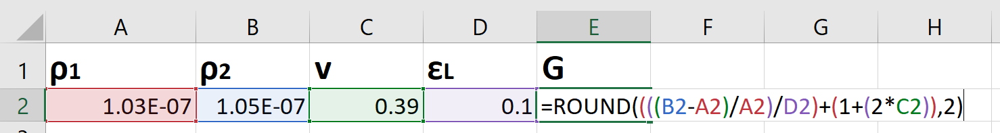 A B C D E F G H
1 ρ1 ρ2 v εL G
2 1.03E-07 1.05E-07 0.39 0.1 =ROUND((((B2-A2)/A2)/D2)+(1+(2*C2)),2)